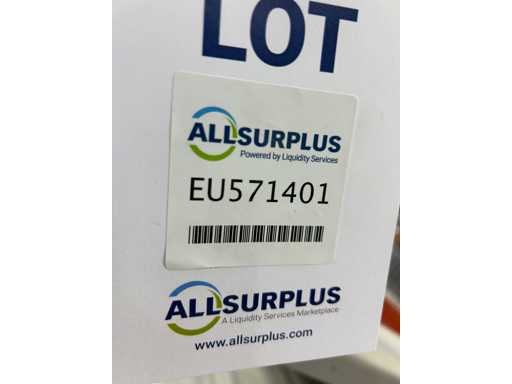 LOT
ALLSURPLUS
Powered by Liquidity Services
EU571401
ALLSURPLUS
A Liquidity Services Marketplace
www.allsurplus.com